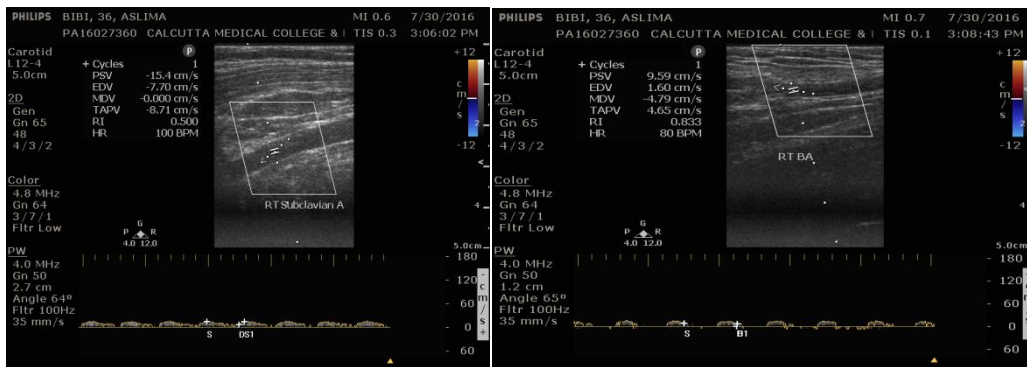 PHILIPS BIBI, 36, ASLIMA MI 0.6 7/30/2016
PA16027360 CALCUTTA MEDICAL COLLEGE & I TIS 0.3 3:06:02 PM
Carotid
L12-4
5.0cm
2D
Gen
Gn 65
48
4/3/2
Color
4.8 MHz
Gn 64
3/7/1
Fltr Low
PW
4.0 MHz
Gn 50
2.7 cm
Angle 64º
Fltr 100Hz
35 mm/s
P
+ Cycles 1
PSV -15.4 cm/s
EDV -7.70 cm/s
MDV -0.000 cm/s
TAPV -8.71 cm/s
RI 0.500
HR 100 BPM
RT Subclavian A
G
P R
4.0 12.0
+12
c
m
/
s
2
-12
4
5.0cm
- 180
- 120
- 60
- 0
- 60
- c
m
/
s
+
S DS1
PHILIPS BIBI, 36, ASLIMA MI 0.7 7/30/2016
PA16027360 CALCUTTA MEDICAL COLLEGE & I TIS 0.1 3:08:43 PM
Carotid
L12-4
5.0cm
2D
Gen
Gn 65
48
4/3/2
Color
4.8 MHz
Gn 64
3/7/1
Fltr Low
PW
4.0 MHz
Gn 50
1.2 cm
Angle 65º
Fltr 100Hz
35 mm/s
P
+ Cycles 1
PSV 9.59 cm/s
EDV 1.60 cm/s
MDV -4.79 cm/s
TAPV 4.65 cm/s
RI 0.833
HR 80 BPM
RT BA
G
P R
4.0 12.0
+12
c
m
/
s
2
-12
4
5.0cm
- 180
- 120
- 60
- 0
- 60
c
m
/
s
S